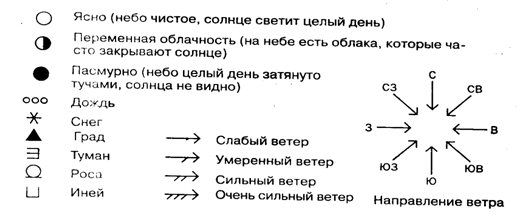 Ясно (небо чистое, солнце светит целый день)
Переменная облачность (на небе есть облака, которые ча-
сто закрывают солнце)
Пасмурно (небо целый день затянуто
тучами, солнца не видно)
Дождь
Снег
Град
Туман
Роса
Иней
Слабый ветер
Умеренный ветер
Сильный ветер
Очень сильный ветер
С
СЗ
СВ
З
В
ЮЗ
ЮВ
Ю
Направление ветра